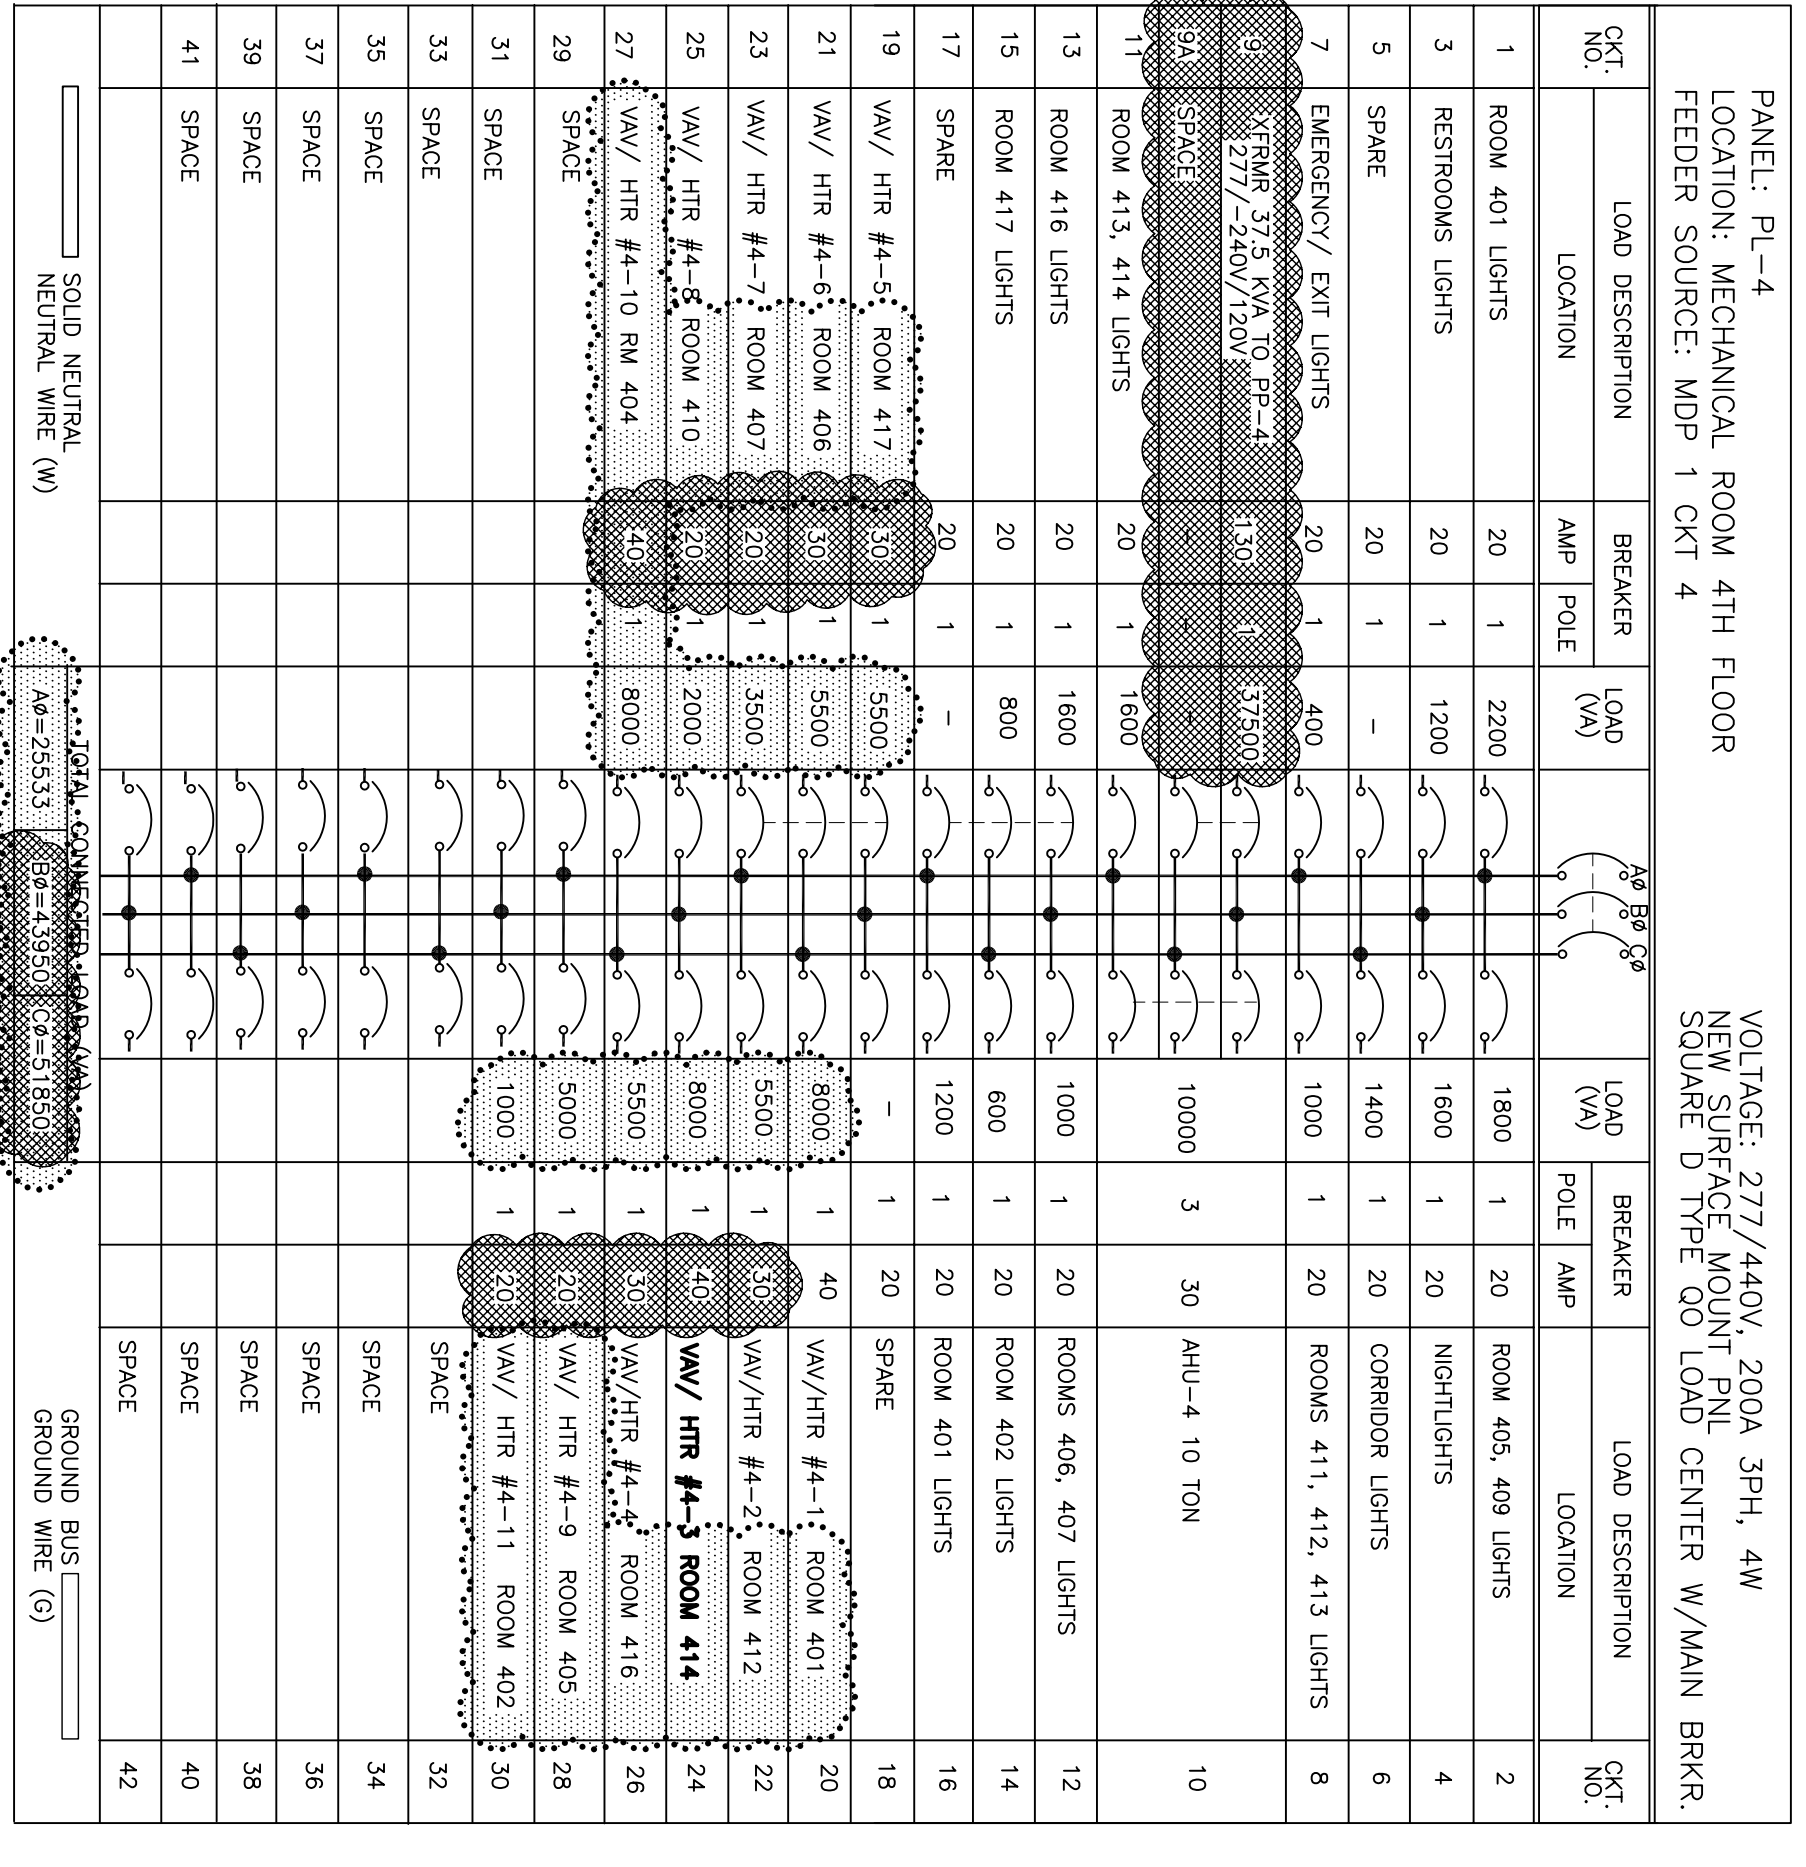 PANEL: PL-4
LOCATION: MECHANICAL ROOM 4TH FLOOR
FEEDER SOURCE: MDP 1 CKT 4
VOLTAGE: 277/440V, 200A 3PH, 4W
NEW SURFACE MOUNT PNL
SQUARE D TYPE QO LOAD CENTER W/MAIN BRKR.
CKT. NO. LOAD DESCRIPTION LOCATION BREAKER AMP POLE LOAD (VA) AØ BØ CØ LOAD (VA) BREAKER POLE AMP LOAD DESCRIPTION LOCATION CKT. NO.
1 ROOM 401 LIGHTS 20 1 2200 1800 1 20 ROOM 405, 409 LIGHTS 2
3 RESTROOMS LIGHTS 20 1 1200 1600 1 20 NIGHTLIGHTS 4
5 SPARE 20 1 - 1400 1 20 CORRIDOR LIGHTS 6
7 EMERGENCY/ EXIT LIGHTS 20 1 400 1000 1 20 ROOMS 411, 412, 413 LIGHTS 8
9 XFRMR 37.5 KVA TO PP-4 277/-240V/120V 130 1 37500
9A SPACE - - - 10000 3 30 AHU-4 10 TON 10
11 ROOM 413, 414 LIGHTS 20 1 1600
13 ROOM 416 LIGHTS 20 1 1600 1000 1 20 ROOMS 406, 407 LIGHTS 12
15 ROOM 417 LIGHTS 20 1 800 600 1 20 ROOM 402 LIGHTS 14
17 SPARE 20 1 - 1200 1 20 ROOM 401 LIGHTS 16
19 VAV/ HTR #4-5 ROOM 417 30 1 5500 - 1 20 SPARE 18
21 VAV/ HTR #4-6 ROOM 406 30 1 5500 8000 1 40 VAV/HTR #4-1 ROOM 401 20
23 VAV/ HTR #4-7 ROOM 407 20 1 3500 5500 1 30 VAV/HTR #4-2 ROOM 412 22
25 VAV/ HTR #4-8 ROOM 410 20 1 2000 8000 1 40 VAV/ HTR #4-3 ROOM 414 24
27 VAV/ HTR #4-10 RM 404 40 1 8000 5500 1 30 VAV/HTR #4-4 ROOM 416 26
29 SPACE 5000 1 20 VAV/ HTR #4-9 ROOM 405 28
31 SPACE 1000 1 20 VAV/ HTR #4-11 ROOM 402 30
33 SPACE SPACE 32
35 SPACE SPACE 34
37 SPACE SPACE 36
39 SPACE SPACE 38
41 SPACE SPACE 40
SPACE 42
SOLID NEUTRAL
NEUTRAL WIRE (W)
TOTAL CONNECTED LOAD (VA)
AØ=25533 BØ=43950 CØ=51850
GROUND BUS
GROUND WIRE (G)